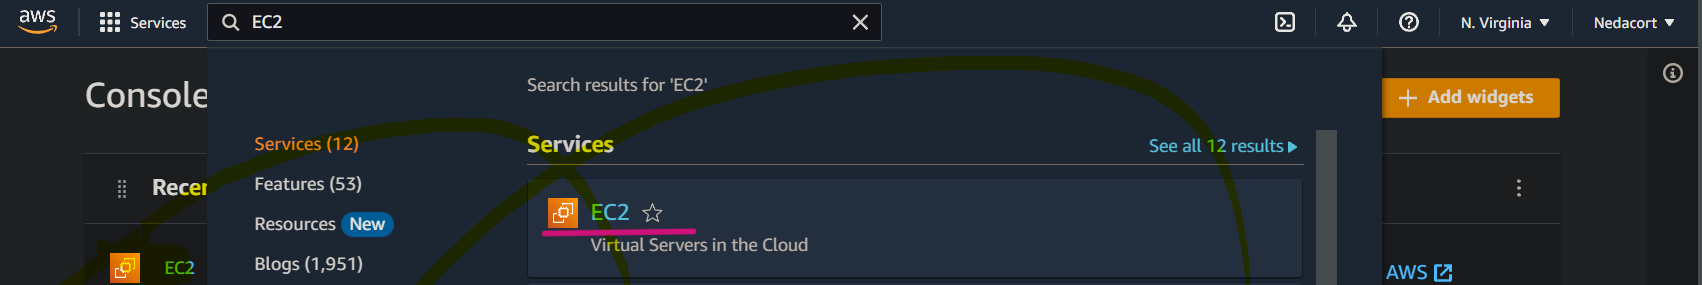 aws
Services
EC2
N. Virginia
Nedacort
Console
Search results for 'EC2'
Add widgets
Services (12)
Services
See all 12 results
Features (53)
Recen
EC2
Resources New
Virtual Servers in the Cloud
Blogs (1,951)
EC2
AWS